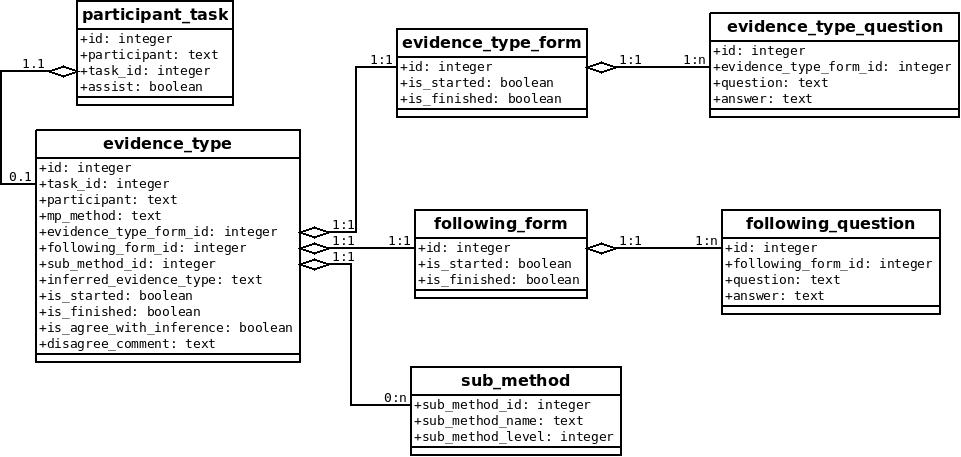 participant_task
+id: integer
+participant: text
+task_id: integer
+assist: boolean
1.1
0.1
evidence_type
+id: integer
+task_id: integer
+participant: text
+mp_method: text
+evidence_type_form_id: integer
+following_form_id: integer
+sub_method_id: integer
+inferred_evidence_type: text
+is_started: boolean
+is_finished: boolean
+is_agree_with_inference: boolean
+disagree_comment: text
1:1
1:1
1:1
1:1
evidence_type_form
+id: integer
+is_started: boolean
+is_finished: boolean
1:1
1:n
evidence_type_question
+id: integer
+evidence_type_form_id: integer
+question: text
+answer: text
1:1
following_form
+id: integer
+is_started: boolean
+is_finished: boolean
1:1
1:n
following_question
+id: integer
+following_form_id: integer
+question: text
+answer: text
0:n
sub_method
+sub_method_id: integer
+sub_method_name: text
+sub_method_level: integer